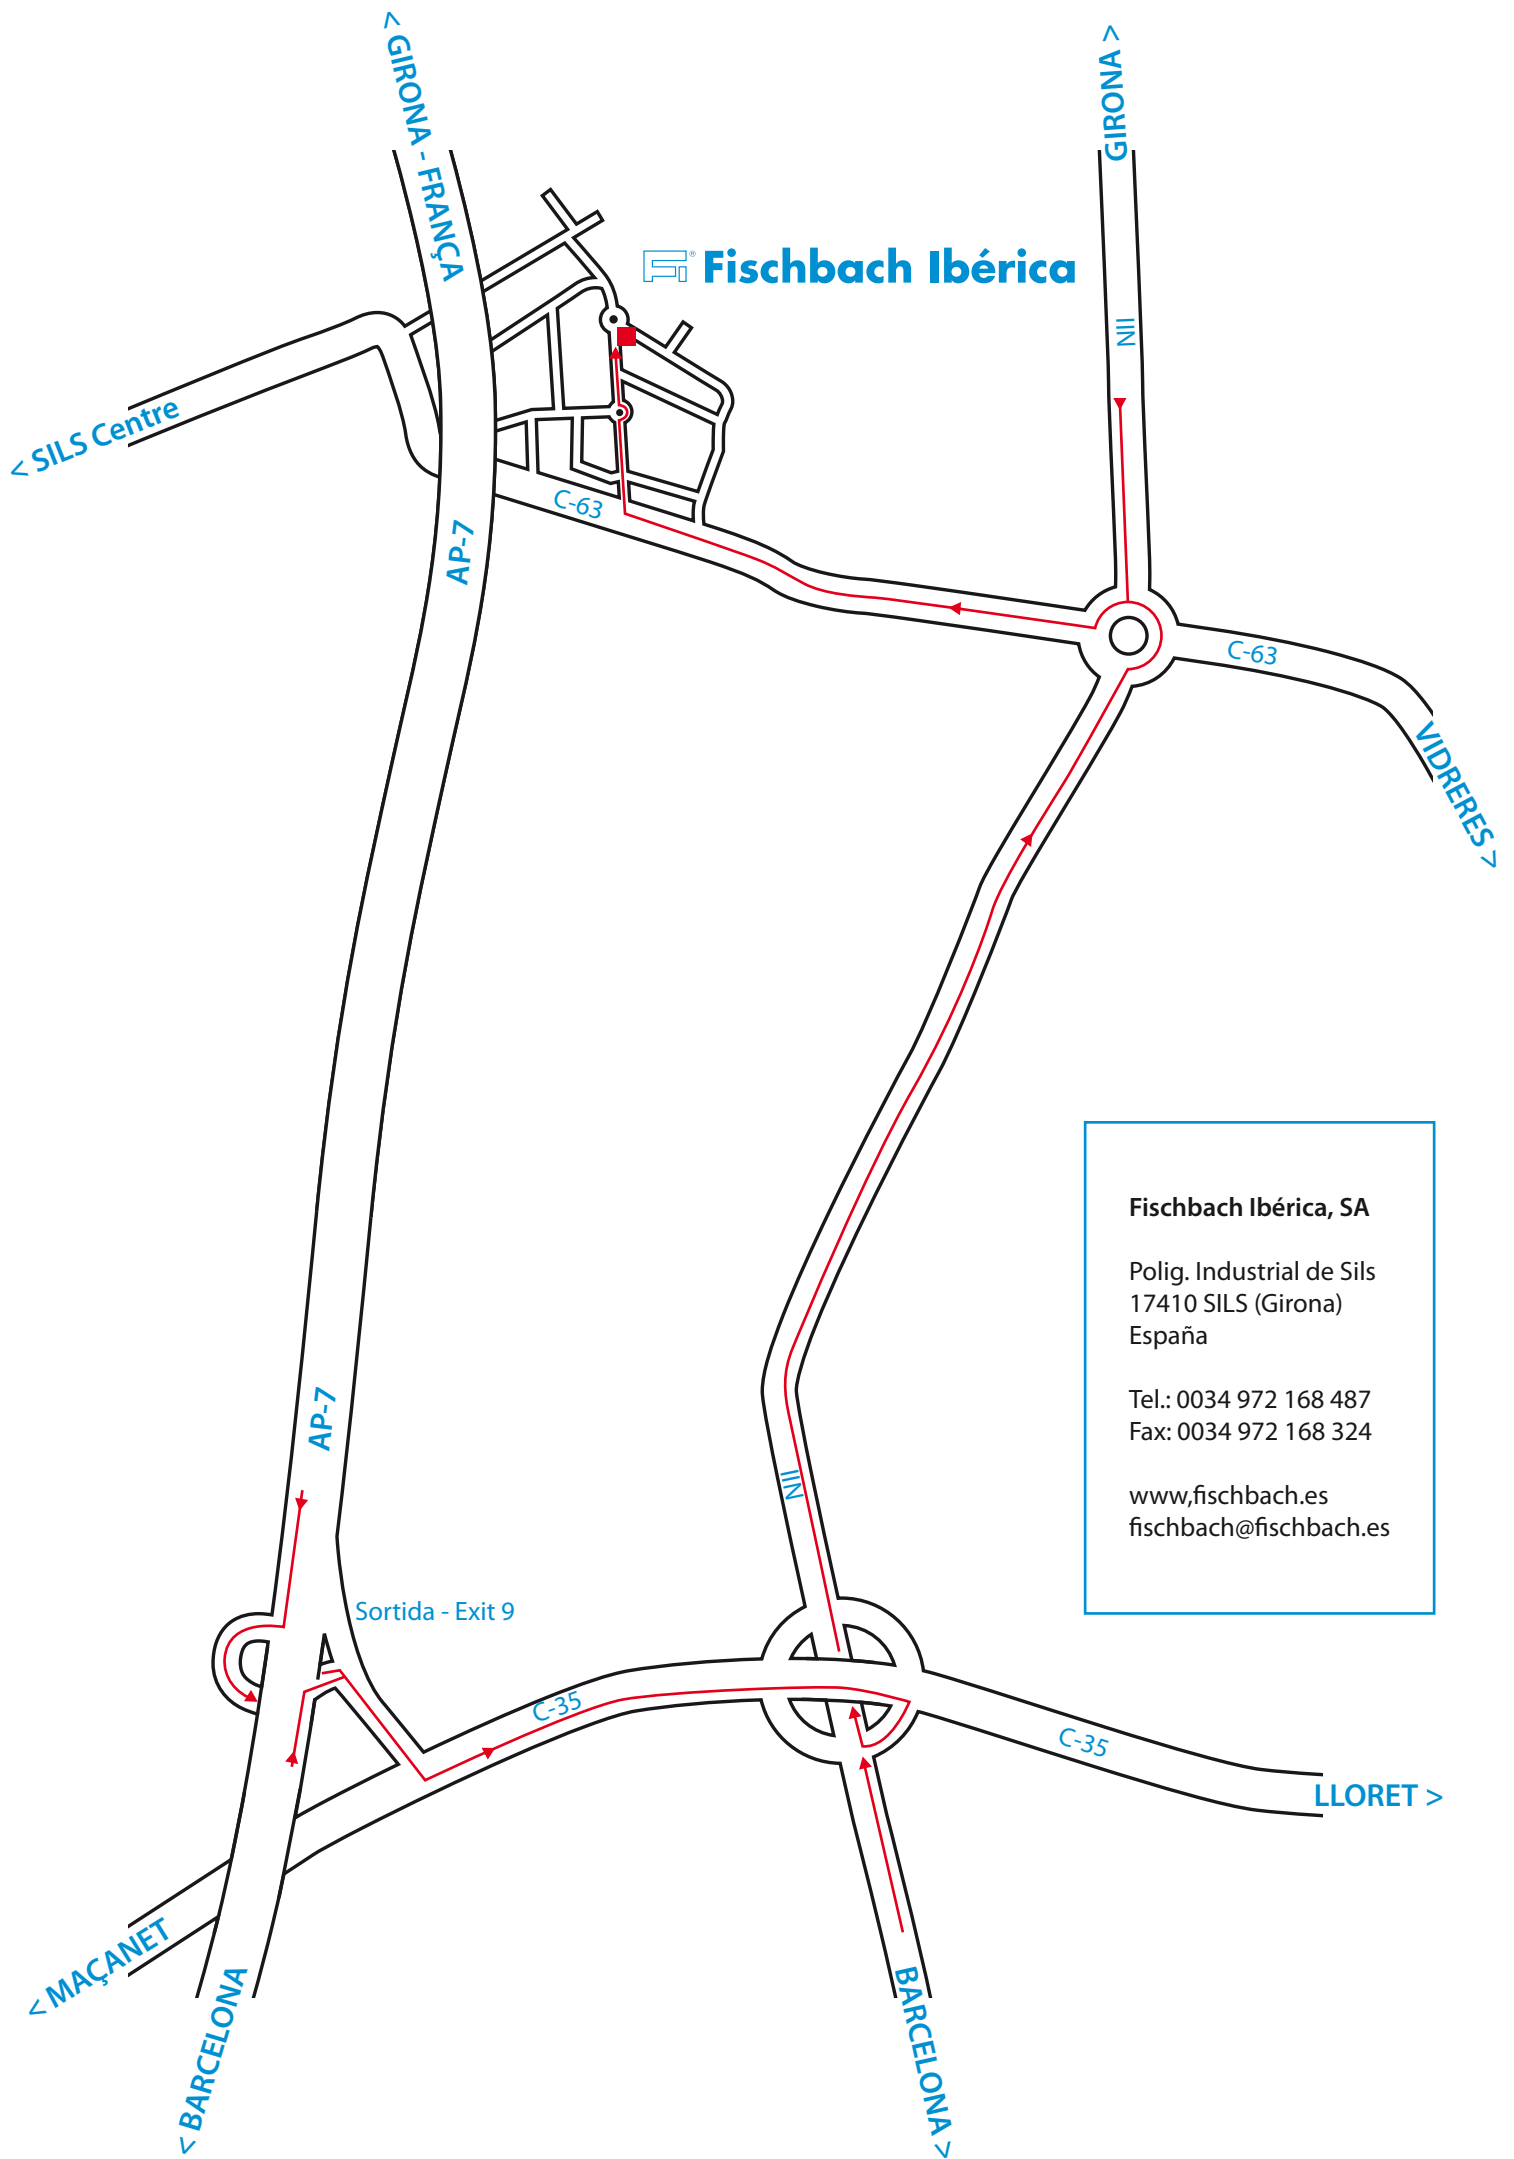 < GIRONA - FRANÇA
GIRONA >
Fi® Fischbach Ibérica
NII
< SILS Centre
C-63
AP-7
C-63
VIDRERES >
Fischbach Ibérica, SA
Polig. Industrial de Sils
17410 SILS (Girona)
España
Tel.: 0034 972 168 487
Fax: 0034 972 168 324
www,fischbach.es
fischbach@fischbach.es
AP-7
NII
Sortida - Exit 9
C-35
C-35
LLORET >
< MAÇANET
< BARCELONA
BARCELONA >